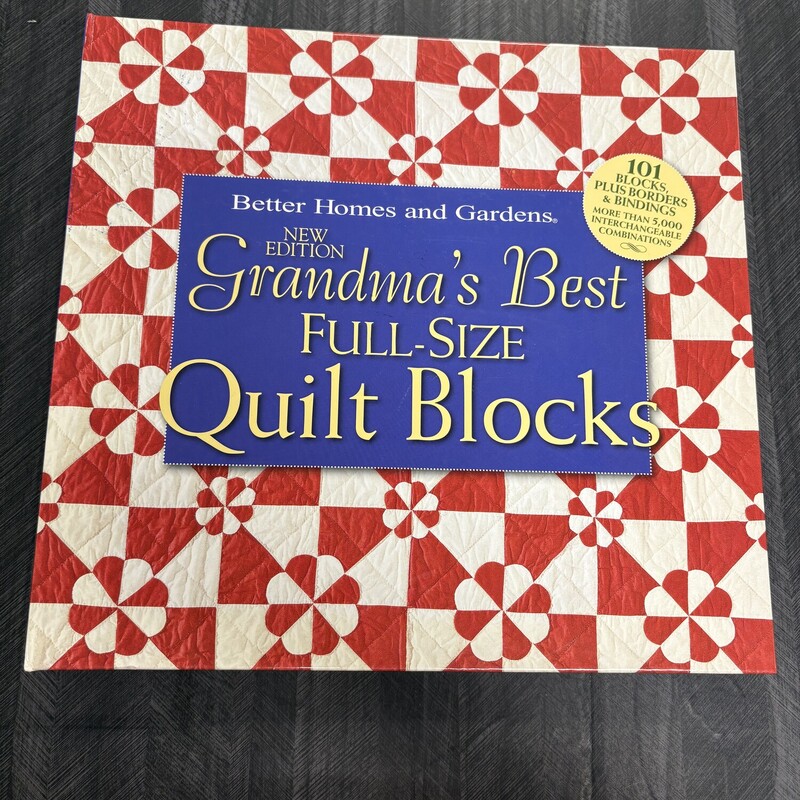 101
BLOCKS,
PLUS BORDERS
& BINDINGS
MORE THAN 5,000
INTERCHANGEABLE
COMBINATIONS
Better Homes and Gardens®
NEW
EDITION
Grandma's Best
FULL-SIZE
Quilt Blocks